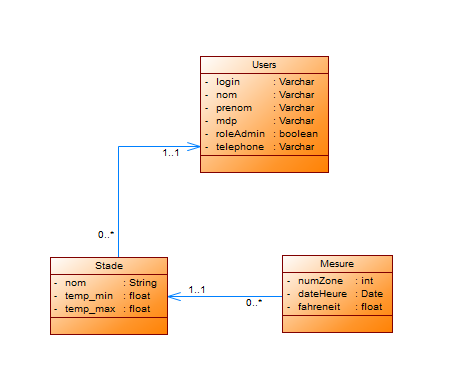 Users
- login : Varchar
- nom : Varchar
- prenom : Varchar
- mdp : Varchar
- roleAdmin : boolean
- telephone : Varchar
1..1
0..*
Stade
- nom : String
- temp_min : float
- temp_max : float
1..1
0..*
Mesure
- numZone : int
- dateHeure : Date
- fahreneit : float